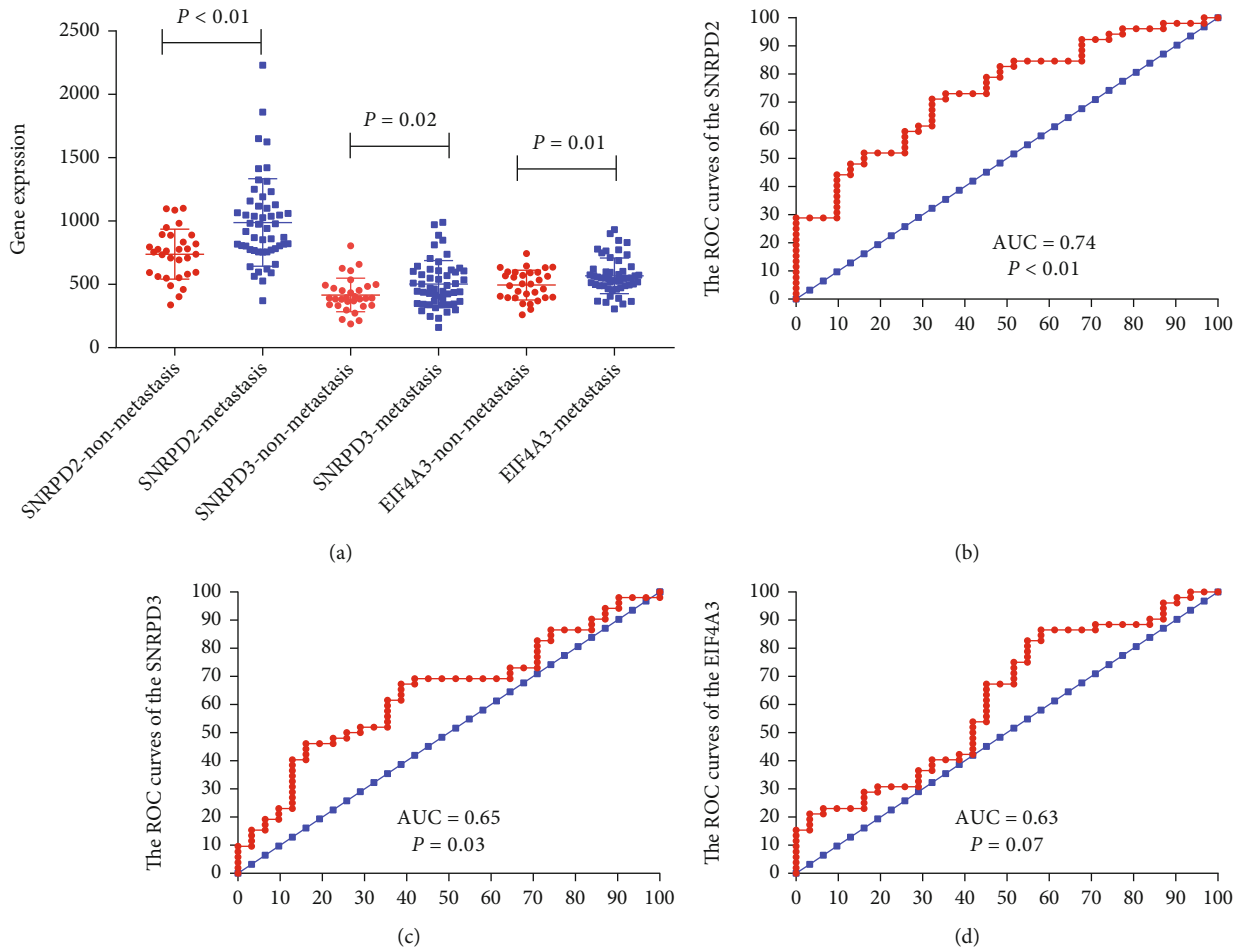 P < 0.01
P = 0.02
P = 0.01
Gene exprssion
2500
2000
1500
1000
500
0
SNRPD2-non-metastasis
SNRPD2-metastasis
SNRPD3-non-metastasis
SNRPD3-metastasis
EIF4A3-non-metastasis
EIF4A3-metastasis
(a)
The ROC curves of the SNRPD2
100
90
80
70
60
50
40
30
20
10
0
AUC = 0.74
P < 0.01
0 10 20 30 40 50 60 70 80 90 100
(b)
The ROC curves of the SNRPD3
100
90
80
70
60
50
40
30
20
10
0
AUC = 0.65
P = 0.03
0 10 20 30 40 50 60 70 80 90 100
(c)
The ROC curves of the EIF4A3
100
90
80
70
60
50
40
30
20
10
0
AUC = 0.63
P = 0.07
0 10 20 30 40 50 60 70 80 90 100
(d)